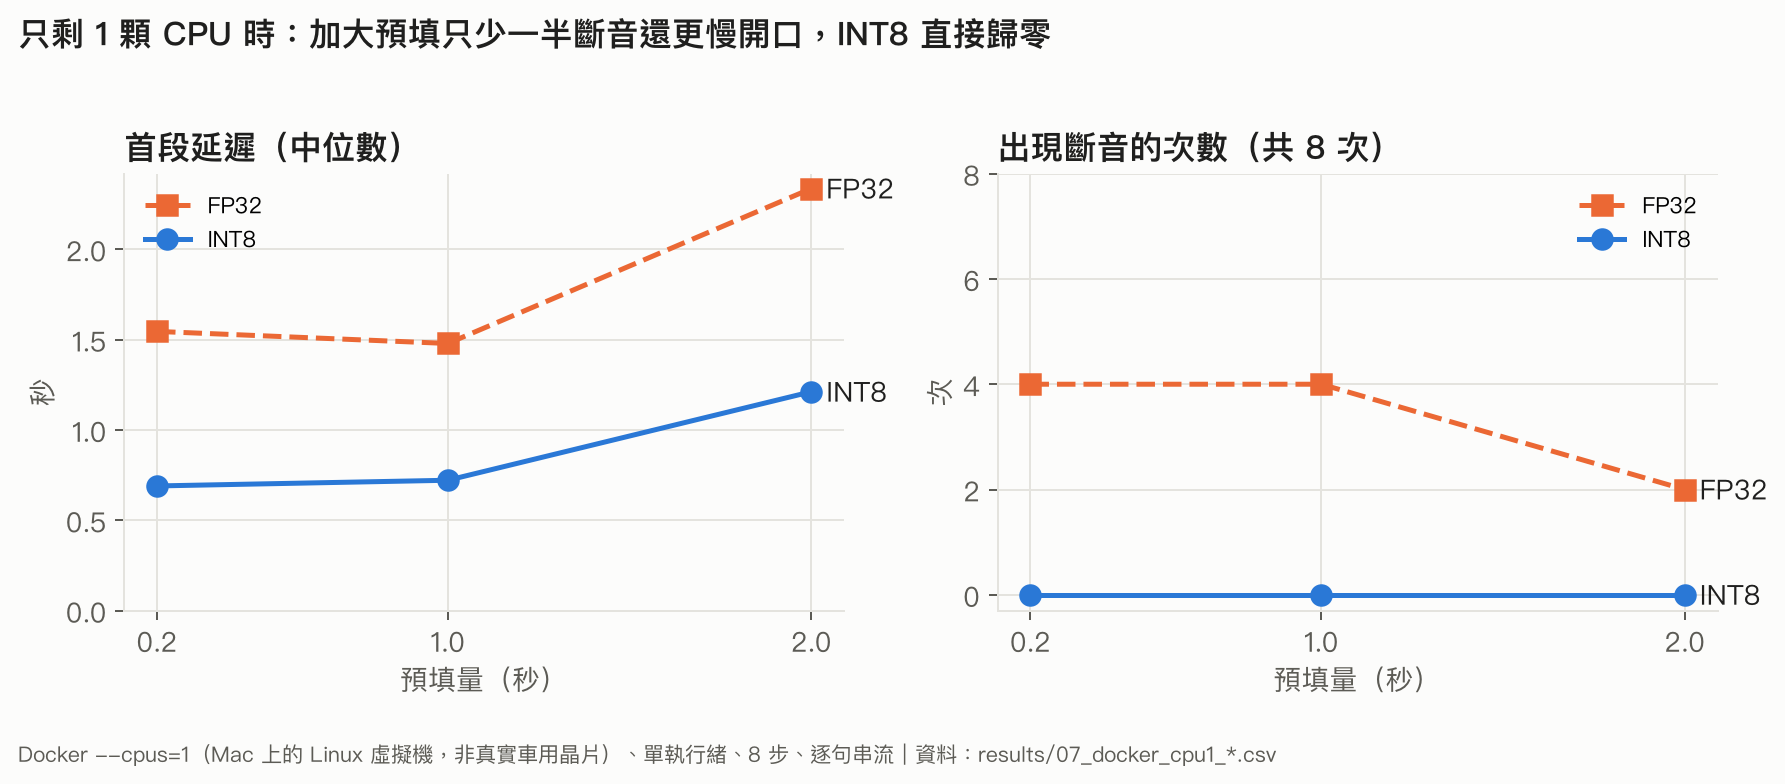 只剩 1 顆 CPU 時：加大預填只少一半斷音還更慢開口，INT8 直接歸零
首段延遲（中位數）
FP32
INT8
FP32
INT8
2.0
1.5
1.0
0.5
0.0
秒
0.2
1.0
2.0
預填量（秒）
出現斷音的次數（共 8 次）
FP32
INT8
FP32
INT8
8
6
4
2
0
次
0.2
1.0
2.0
預填量（秒）
Docker --cpus=1（Mac 上的 Linux 虛擬機，非真實車用晶片）、單執行緒、8 步、逐句串流 | 資料：results/07_docker_cpu1_*.csv